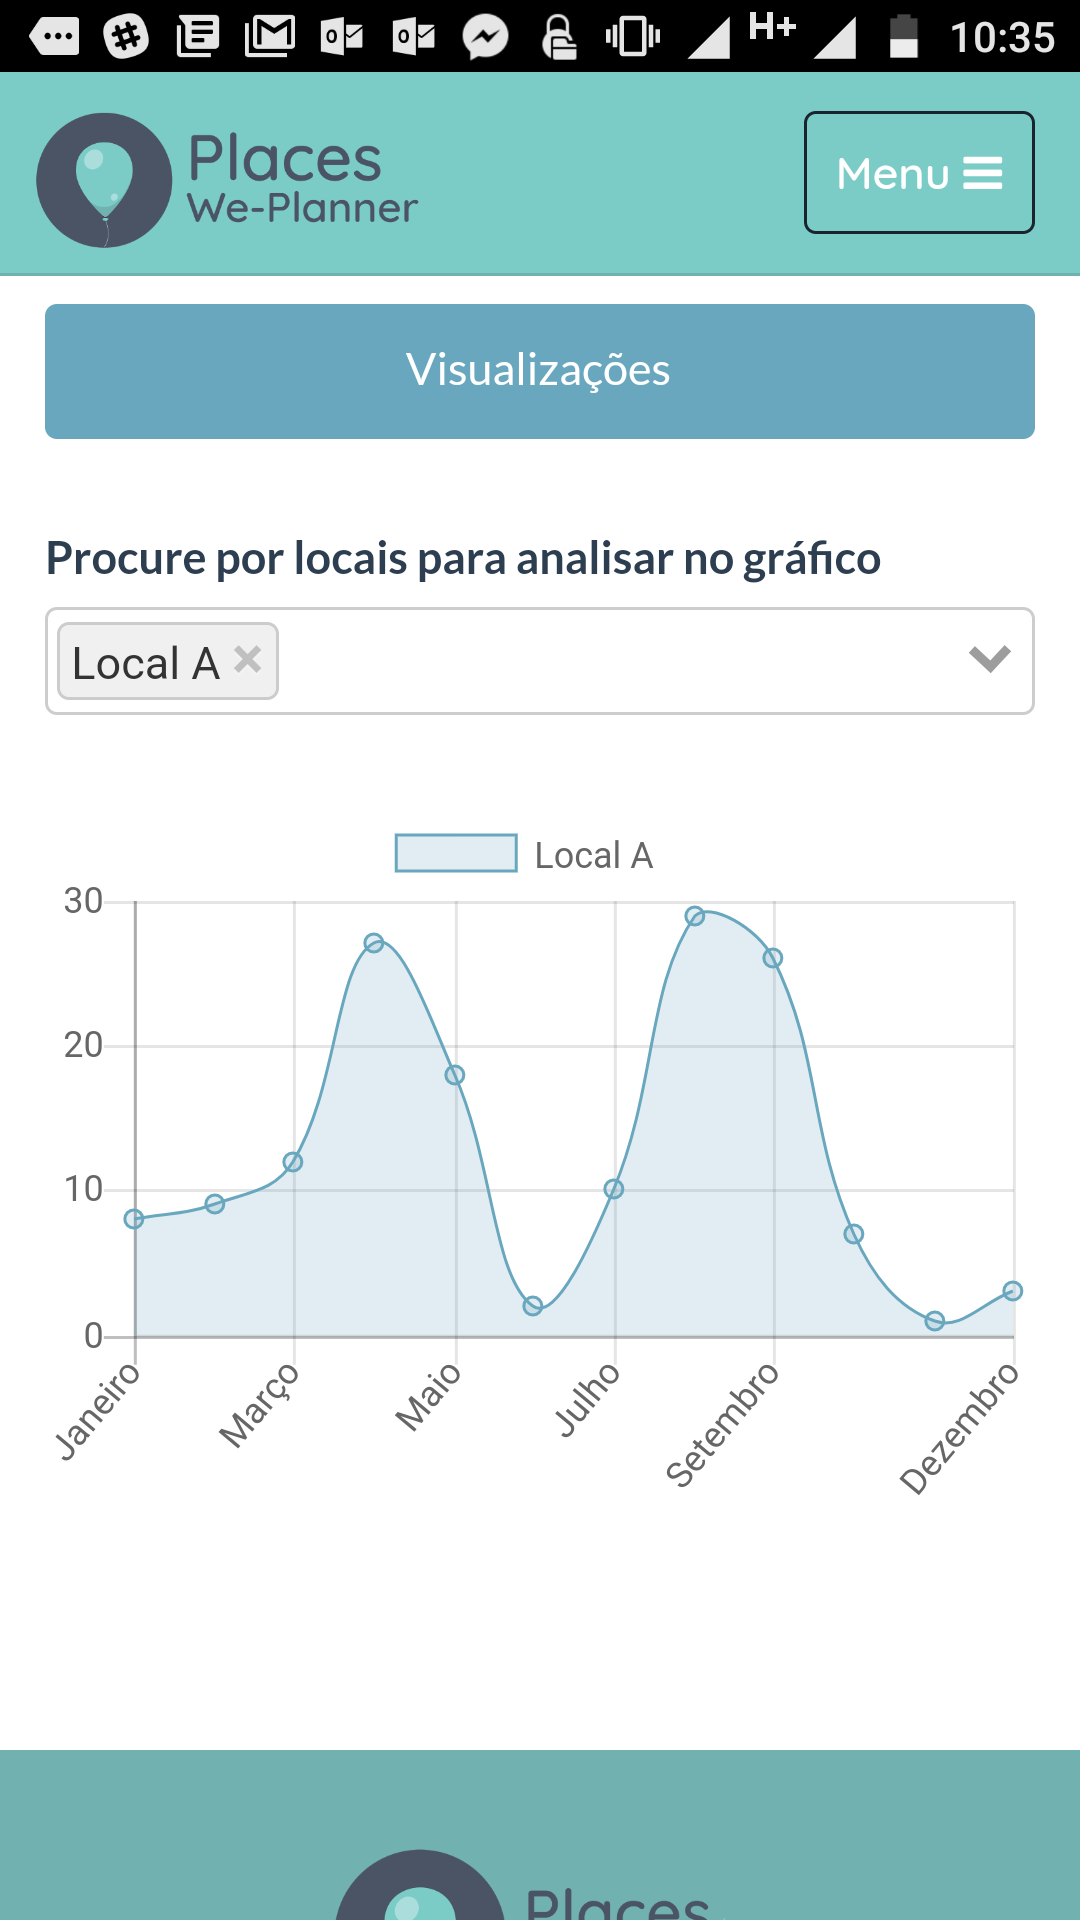 H+ 10:35
Places
We-Planner
Menu
Visualizações
Procure por locais para analisar no gráfico
Local A
Local A
30
20
10
0
Janeiro Março Maio Julho Setembro Dezembro
Places